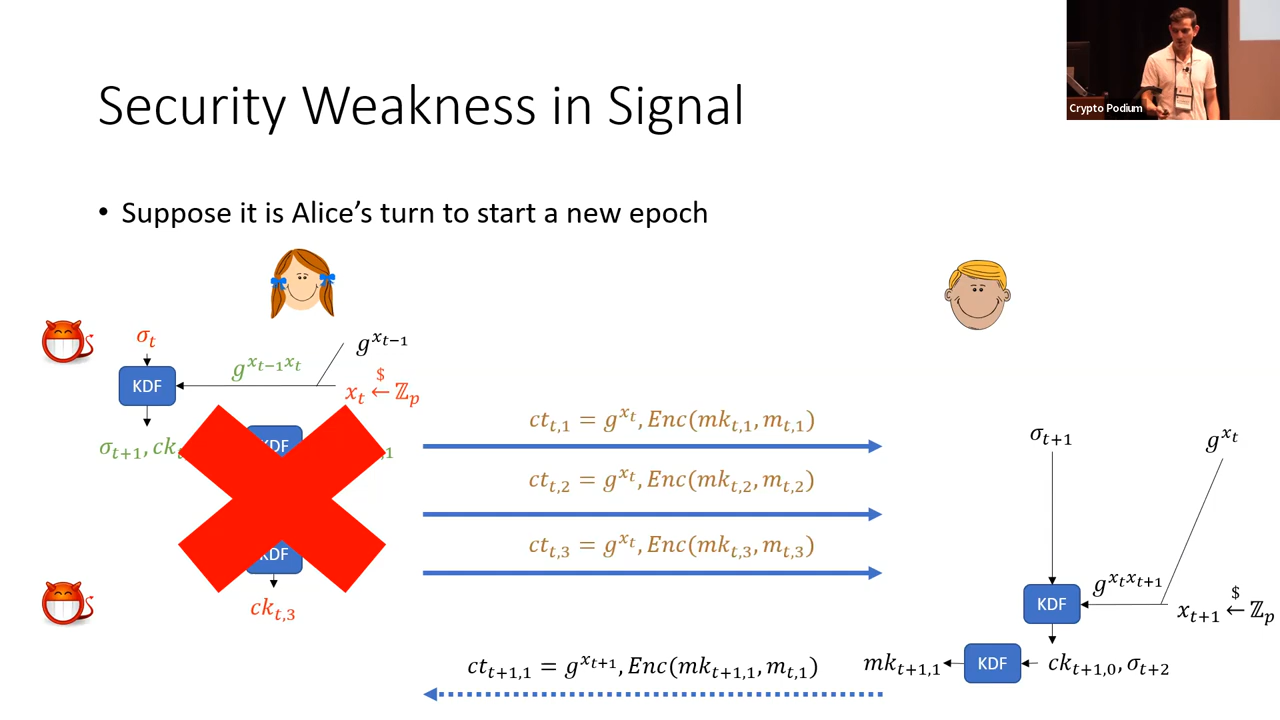 Crypto Podium
Security Weakness in Signal
• Suppose it is Alice's turn to start a new epoch
σ_t
g^{x_{t−1}}
g^{x_{t−1}x_t}
KDF
x_t ←$ ℤ_p
σ_{t+1}, ck
KDF
,1
KDF
ck_{t,3}
ct_{t,1} = g^{x_t}, Enc(mk_{t,1}, m_{t,1})
ct_{t,2} = g^{x_t}, Enc(mk_{t,2}, m_{t,2})
ct_{t,3} = g^{x_t}, Enc(mk_{t,3}, m_{t,3})
σ_{t+1}
g^{x_t}
g^{x_t x_{t+1}}
KDF
x_{t+1} ←$ ℤ_p
ct_{t+1,1} = g^{x_{t+1}}, Enc(mk_{t+1,1}, m_{t,1})
mk_{t+1,1}
KDF
ck_{t+1,0}, σ_{t+2}